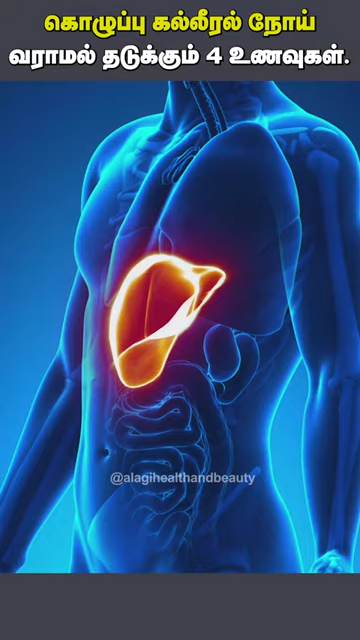 கொழுப்பு கல்லீரல் நோய்
வராமல் தடுக்கும் 4 உணவுகள்.
@alagihealthandbeauty